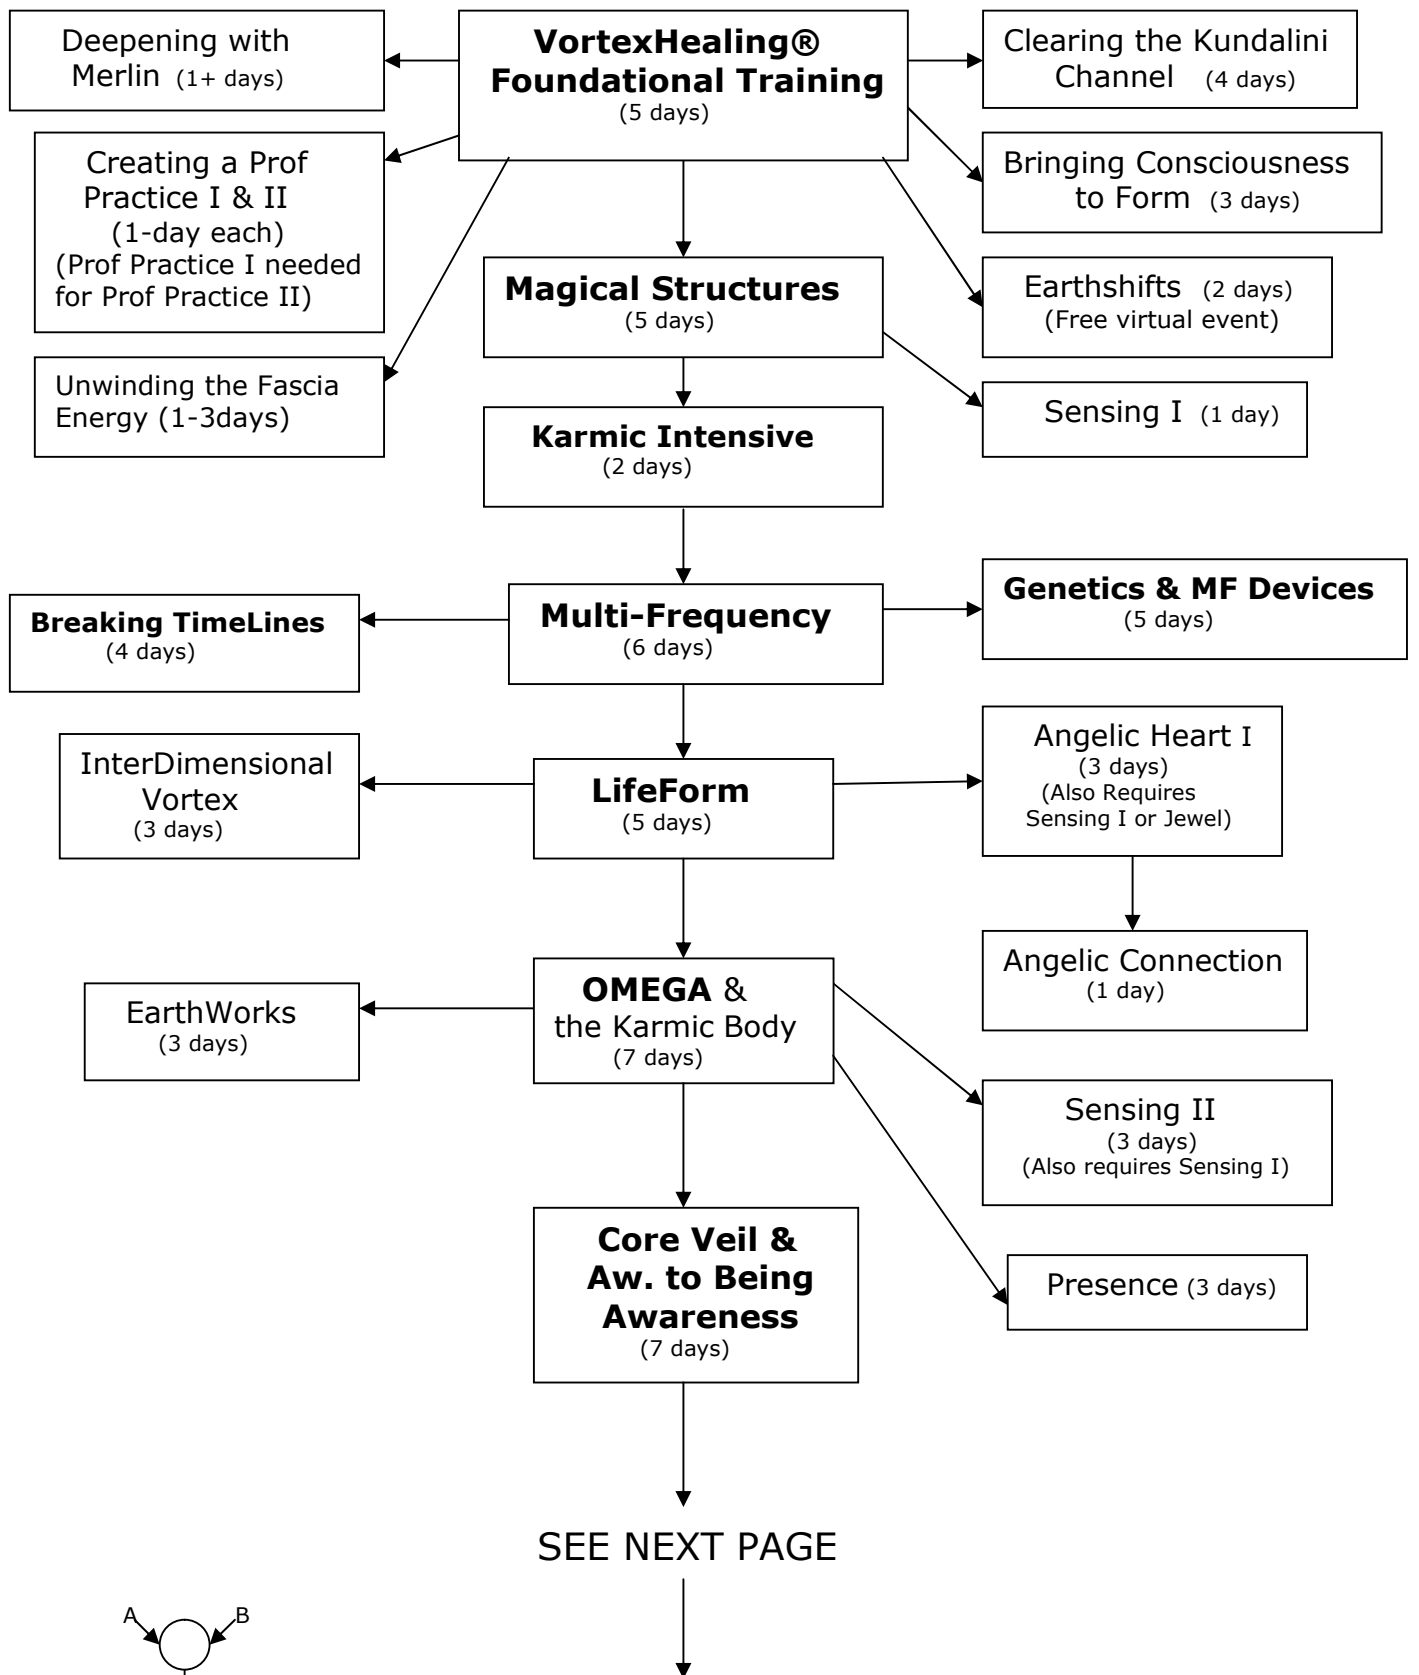 Deepening with
Merlin (1+ days)
VortexHealing®
Foundational Training
(5 days)
Clearing the Kundalini
Channel (4 days)
Creating a Prof
Practice I & II
(1-day each)
(Prof Practice I needed
for Prof Practice II)
Bringing Consciousness
to Form (3 days)
Magical Structures
(5 days)
Earthshifts (2 days)
(Free virtual event)
Unwinding the Fascia
Energy (1-3days)
Sensing I (1 day)
Karmic Intensive
(2 days)
Breaking TimeLines
(4 days)
Multi-Frequency
(6 days)
Genetics & MF Devices
(5 days)
InterDimensional
Vortex
(3 days)
LifeForm
(5 days)
Angelic Heart I
(3 days)
(Also Requires
Sensing I or Jewel)
Angelic Connection
(1 day)
EarthWorks
(3 days)
OMEGA &
the Karmic Body
(7 days)
Sensing II
(3 days)
(Also requires Sensing I)
Core Veil &
Aw. to Being
Awareness
(7 days)
Presence (3 days)
SEE NEXT PAGE
A B